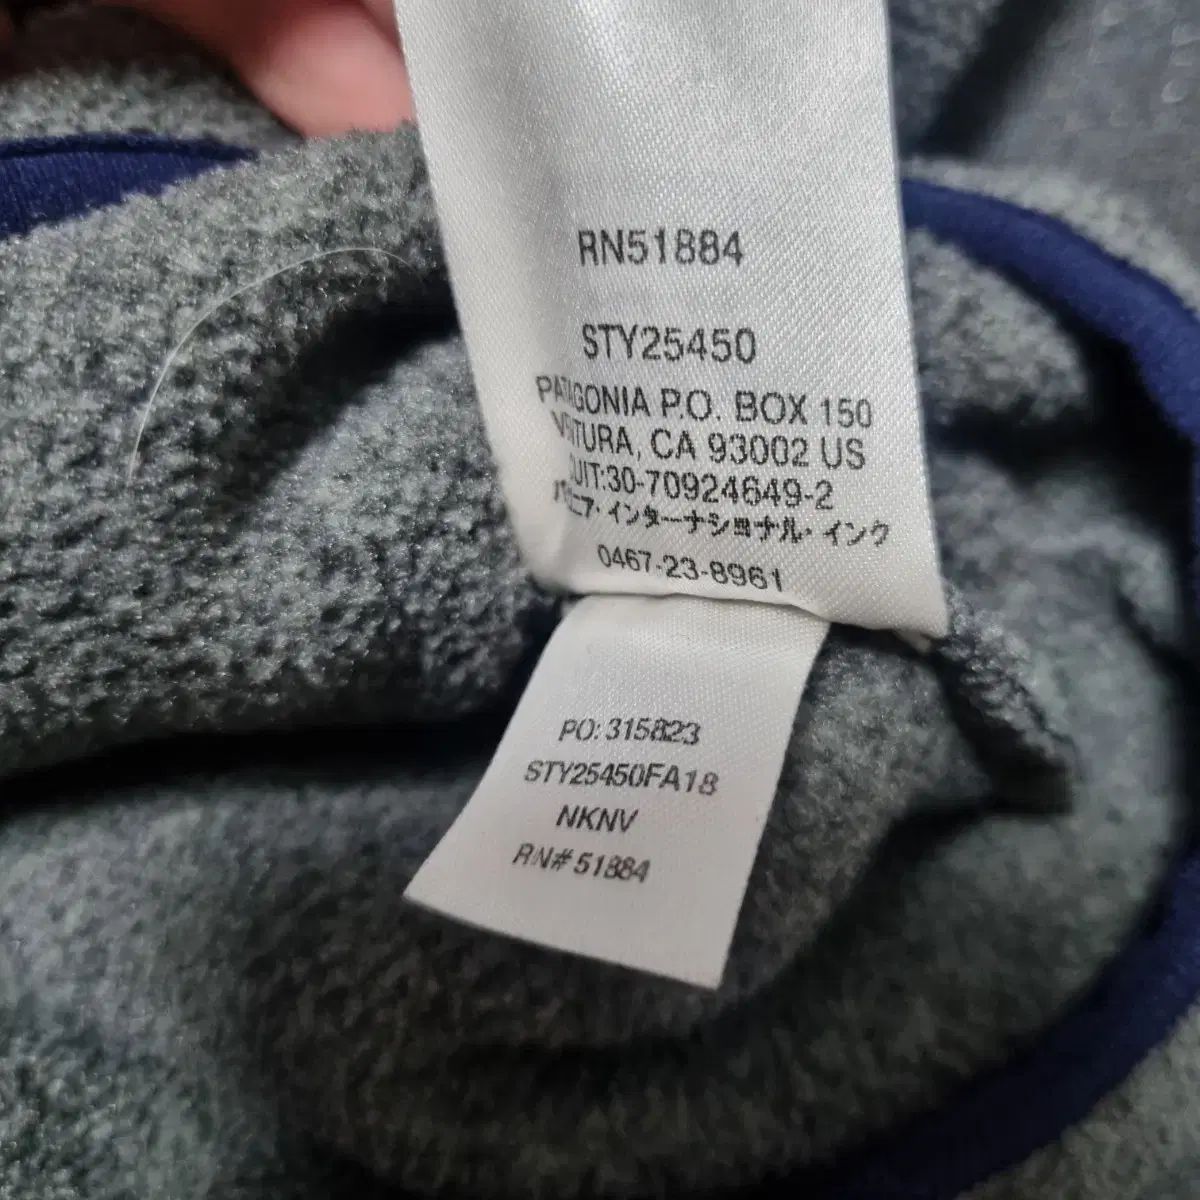 RN51884
STY25450
PATAGONIA P.O. BOX 150
VENTURA, CA 93002 US
CUIT:30-70924649-2
パタゴニア・インターナショナル・インク
0467-23-8961
PO: 315823
STY25450FA18
NKNV
RN# 51884